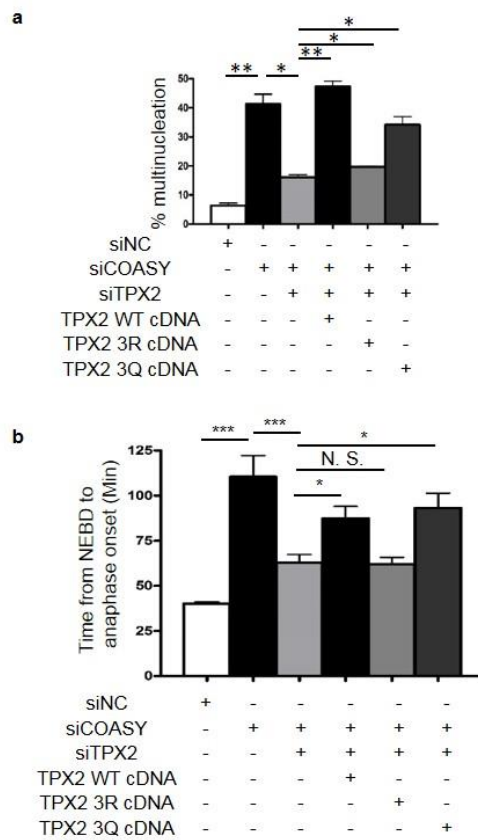 a
*
*
**
** *
50
40
30
20
10
0
% multinucleation
siNC + - - - - -
siCOASY - + + + + +
siTPX2 - - + + + +
TPX2 WT cDNA - - - + - -
TPX2 3R cDNA - - - - + -
TPX2 3Q cDNA - - - - - +
b
*** *** *
N. S.
*
125
100
75
50
25
0
Time from NEBD to
anaphase onset (Min)
siNC + - - - - -
siCOASY - + + + + +
siTPX2 - - + + + +
TPX2 WT cDNA - - - + - -
TPX2 3R cDNA - - - - + -
TPX2 3Q cDNA - - - - - +